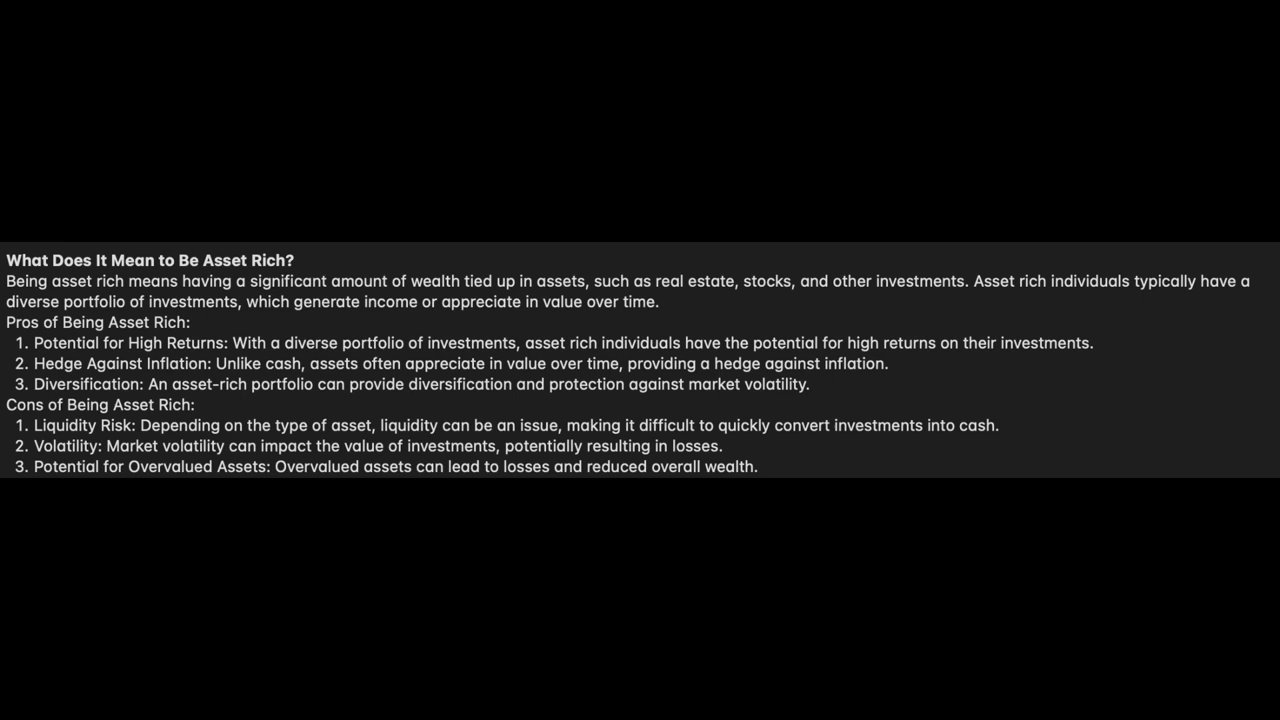 What Does It Mean to Be Asset Rich?
Being asset rich means having a significant amount of wealth tied up in assets, such as real estate, stocks, and other investments. Asset rich individuals typically have a
diverse portfolio of investments, which generate income or appreciate in value over time.
Pros of Being Asset Rich:
1. Potential for High Returns: With a diverse portfolio of investments, asset rich individuals have the potential for high returns on their investments.
2. Hedge Against Inflation: Unlike cash, assets often appreciate in value over time, providing a hedge against inflation.
3. Diversification: An asset-rich portfolio can provide diversification and protection against market volatility.
Cons of Being Asset Rich:
1. Liquidity Risk: Depending on the type of asset, liquidity can be an issue, making it difficult to quickly convert investments into cash.
2. Volatility: Market volatility can impact the value of investments, potentially resulting in losses.
3. Potential for Overvalued Assets: Overvalued assets can lead to losses and reduced overall wealth.